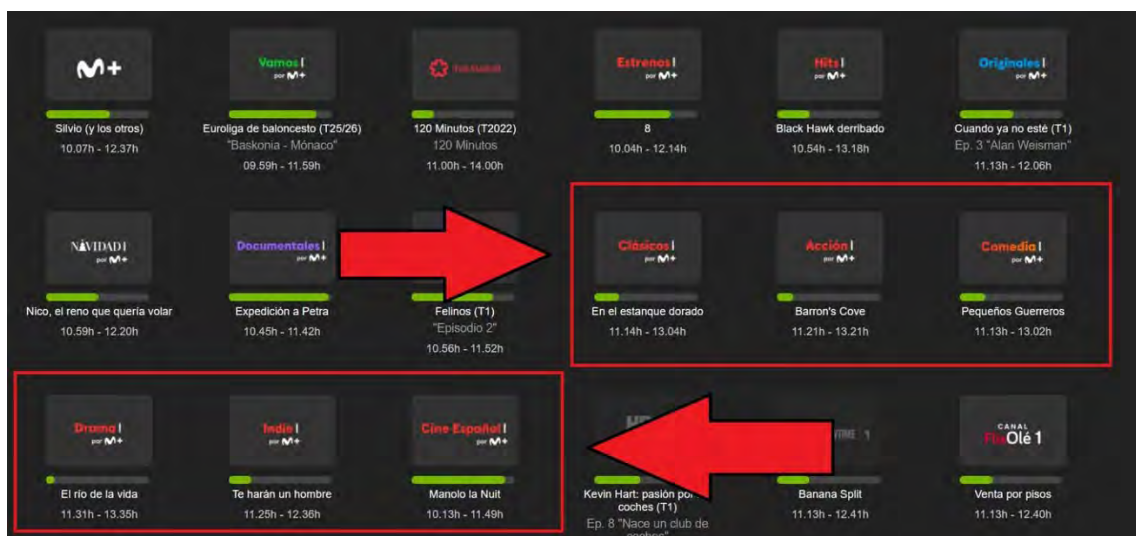 M+
Vamos por M+
TELEMADRID
Estrenos por M+
Hits por M+
Originales por M+
Silvio (y los otros)
10.07h - 12.37h
Euroliga de baloncesto (T25/26)
"Baskonia - Mónaco"
09.59h - 11.59h
120 Minutos (T2022)
120 Minutos
11.00h - 14.00h
8
10.04h - 12.14h
Black Hawk derribado
10.54h - 13.18h
Cuando ya no esté (T1)
Ep. 3 "Alan Weisman"
11.13h - 12.06h
NAVIDAD por M+
Documentales por M+
Clásicos por M+
Acción por M+
Comedia por M+
Nico, el reno que quería volar
10.59h - 12.20h
Expedición a Petra
10.45h - 11.42h
Felinos (T1)
"Episodio 2"
10.56h - 11.52h
En el estanque dorado
11.14h - 13.04h
Barron's Cove
11.21h - 13.21h
Pequeños Guerreros
11.13h - 13.02h
Drama por M+
Indie por M+
Cine Español por M+
1
CANAL
Olé 1
El río de la vida
11.31h - 13.35h
Te harán un hombre
11.25h - 12.36h
Manolo la Nuit
10.13h - 11.49h
Kevin Hart: pasión por
coches (T1)
Ep. 8 "Nace un club de
coches"
Banana Split
11.13h - 12.41h
Venta por pisos
11.13h - 12.40h